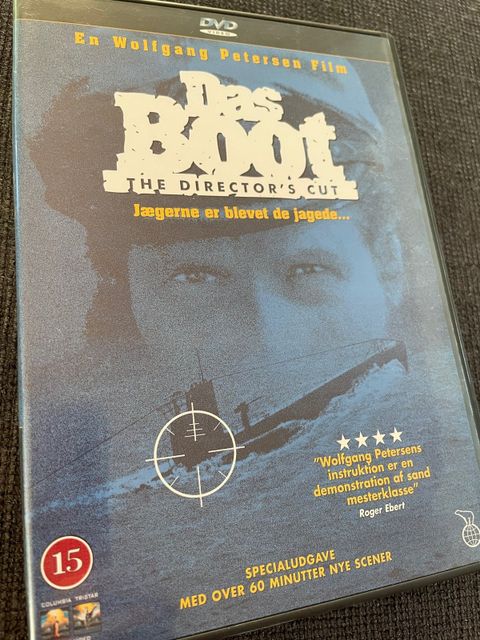 DVD
VIDEO
En Wolfgang Petersen Film
Das
Boot
THE DIRECTOR'S CUT
Jægerne er blevet de jagede...
"Wolfgang Petersens
instruktion er en
demonstration af sand
mesterklasse"
Roger Ebert
15
SPECIALUDGAVE
MED OVER 60 MINUTTER NYE SCENER
COLUMBIA TRISTAR